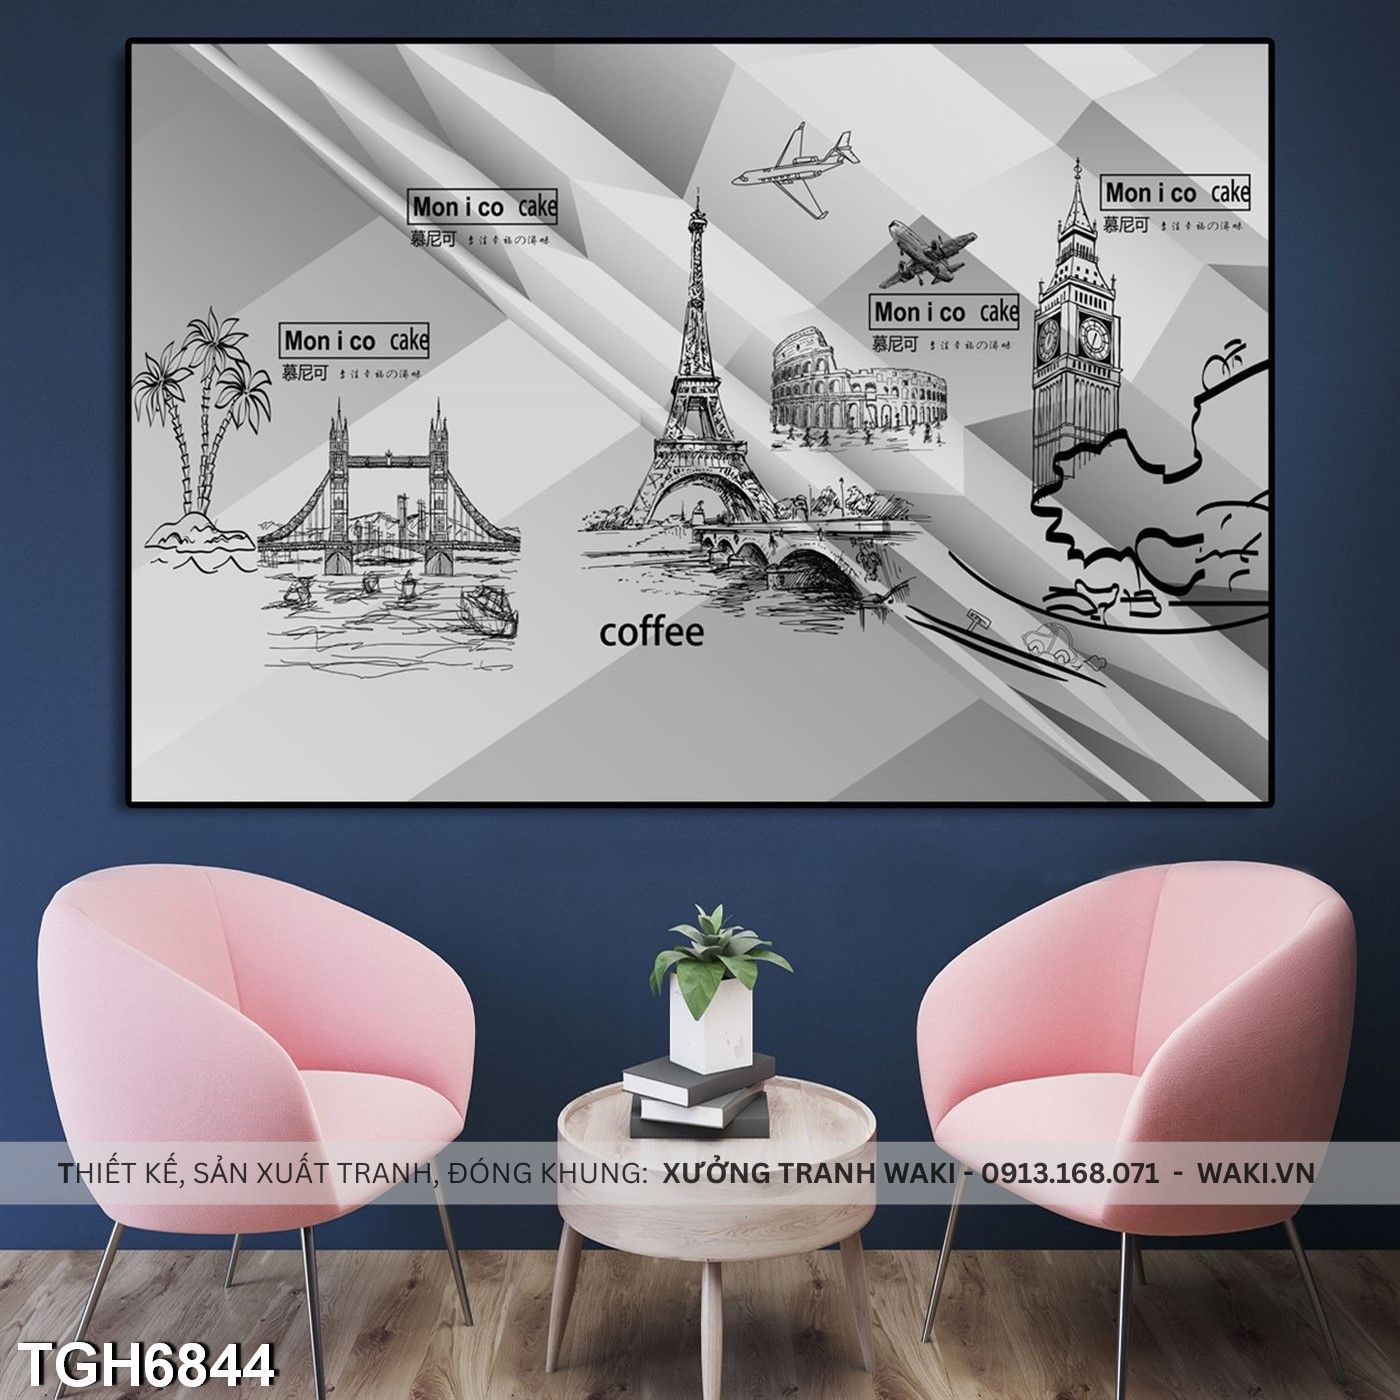 Mon i co cake
慕尼可
Mon i co cake
慕尼可
Mon i co cake
慕尼可
Mon i co cake
慕尼可
coffee
THIẾT KẾ, SẢN XUẤT TRANH, ĐÓNG KHUNG: XƯỞNG TRANH WAKI - 0913.168.071 - WAKI.VN
TGH6844